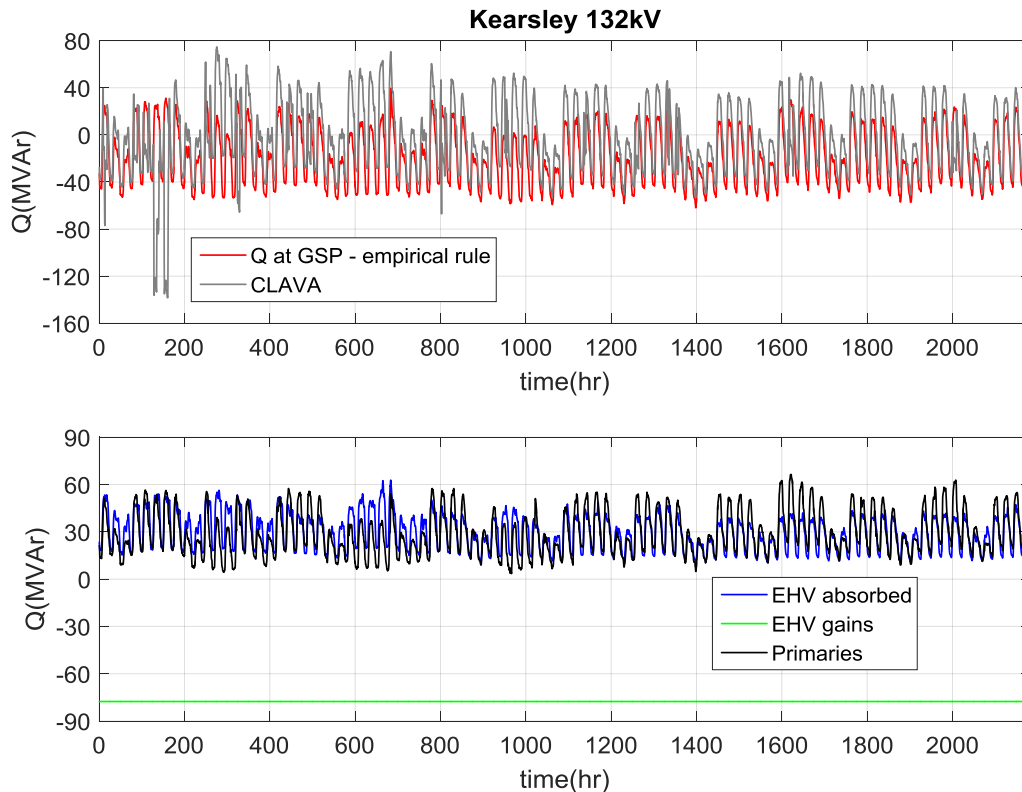 Kearsley 132kV
80
40
0
-40
-80
-120
-160
Q(MVAr)
Q at GSP - empirical rule
CLAVA
0 200 400 600 800 1000 1200 1400 1600 1800 2000
time(hr)
90
60
30
0
-30
-60
-90
Q(MVAr)
EHV absorbed
EHV gains
Primaries
0 200 400 600 800 1000 1200 1400 1600 1800 2000
time(hr)